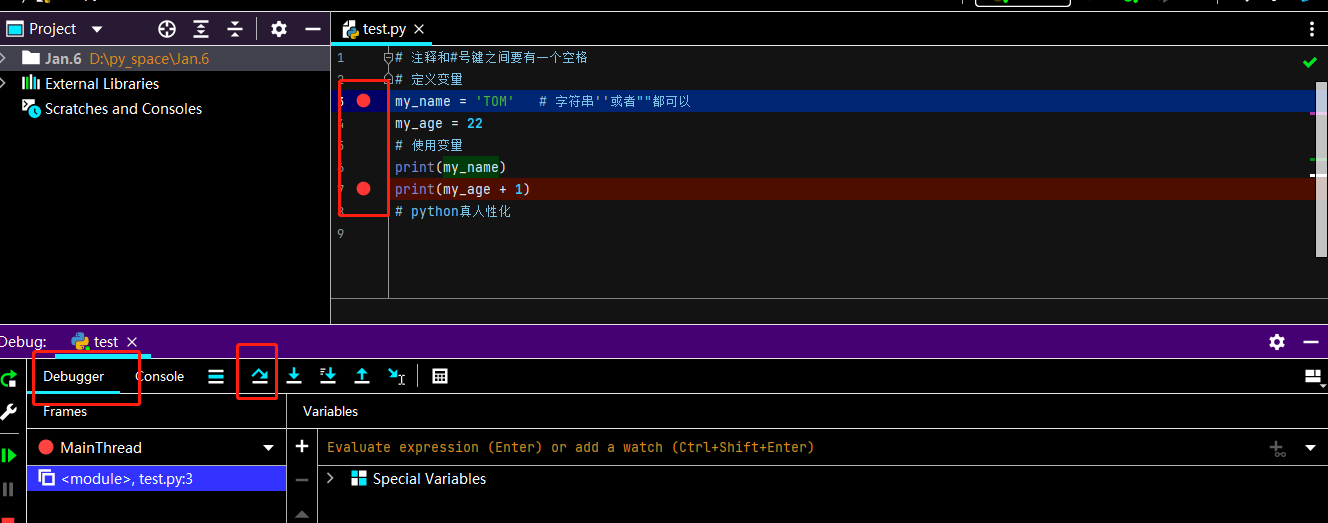 Project
test.py
Jan.6 D:\py_space\Jan.6
External Libraries
Scratches and Consoles
1 # 注释和#号键之间要有一个空格
2 # 定义变量
3 my_name = 'TOM' # 字符串''或者""都可以
4 my_age = 22
5 # 使用变量
6 print(my_name)
7 print(my_age + 1)
8 # python真人性化
9
Debug: test
Debugger Console
Frames
Variables
MainThread
Evaluate expression (Enter) or add a watch (Ctrl+Shift+Enter)
<module>, test.py:3
Special Variables